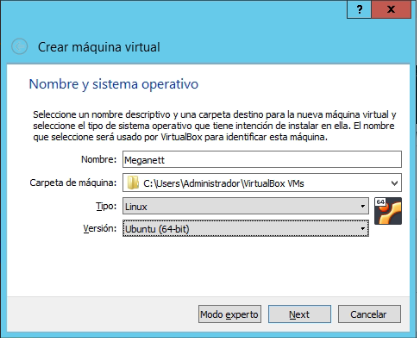 ?
x
Crear máquina virtual
Nombre y sistema operativo
Seleccione un nombre descriptivo y una carpeta destino para la nueva máquina virtual y
seleccione el tipo de sistema operativo que tiene intención de instalar en ella. El nombre
que seleccione será usado por VirtualBox para identificar esta máquina.
Nombre: Meganett
Carpeta de máquina: C:\Users\Administrador\VirtualBox VMs
Tipo: Linux
64
Versión: Ubuntu (64-bit)
Modo experto Next Cancelar